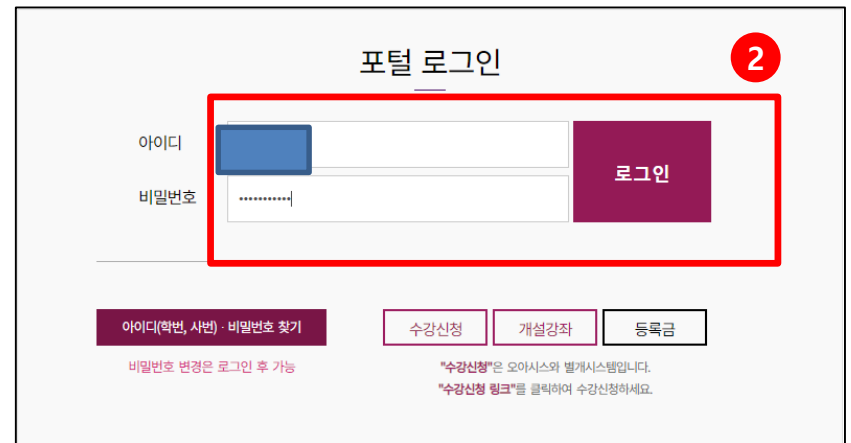 포털 로그인
2
아이디
비밀번호
•••••••••••
로그인
아이디(학번, 사번) · 비밀번호 찾기
수강신청
개설강좌
등록금
비밀번호 변경은 로그인 후 가능
"수강신청"은 오아시스와 별개시스템입니다.
"수강신청 링크"를 클릭하여 수강신청하세요.